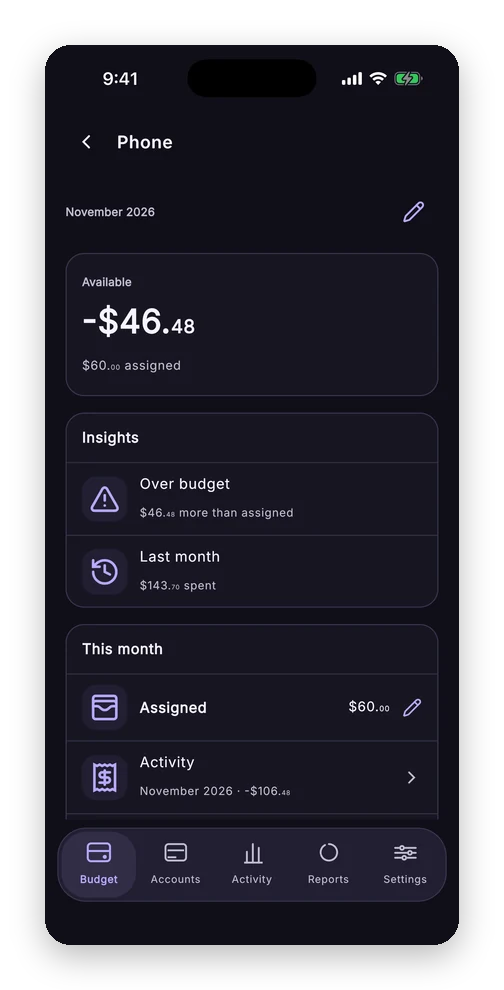 9:41
Phone
November 2026
Available
-$46.48
$60.00 assigned
Insights
Over budget
$46.48 more than assigned
Last month
$143.70 spent
This month
Assigned
$60.00
Activity
November 2026 · -$106.48
Budget
Accounts
Activity
Reports
Settings